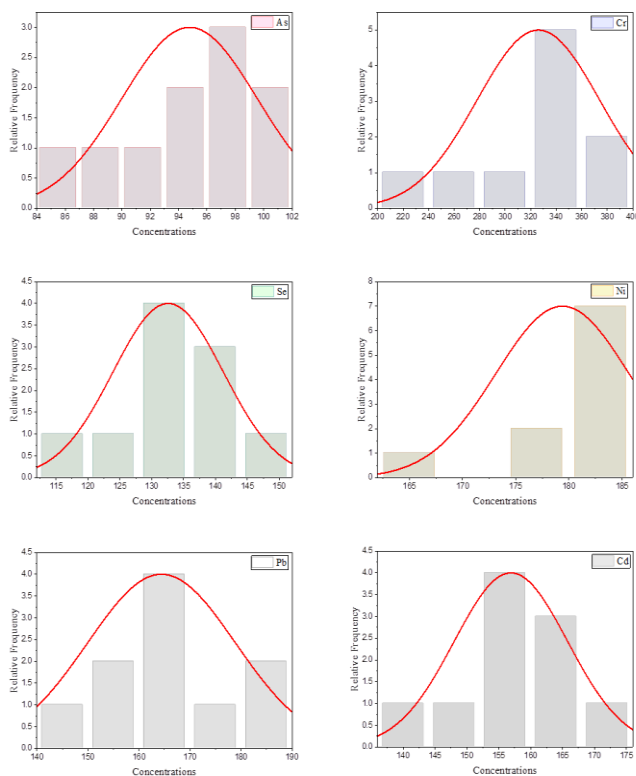 As
Relative Frequency
3.0
2.5
2.0
1.5
1.0
0.5
0.0
84 86 88 90 92 94 96 98 100 102
Concentrations
Cr
Relative Frequency
5
4
3
2
1
0
200 220 240 260 280 300 320 340 360 380 400
Concentrations
Se
Relative Frequency
4.5
4.0
3.5
3.0
2.5
2.0
1.5
1.0
0.5
0.0
115 120 125 130 135 140 145 150
Concentrations
Ni
Relative Frequency
8
7
6
5
4
3
2
1
0
165 170 175 180 185
Concentrations
Pb
Relative Frequency
4.5
4.0
3.5
3.0
2.5
2.0
1.5
1.0
0.5
0.0
140 150 160 170 180 190
Concentrations
Cd
Relative Frequency
4.5
4.0
3.5
3.0
2.5
2.0
1.5
1.0
0.5
0.0
140 145 150 155 160 165 170 175
Concentrations